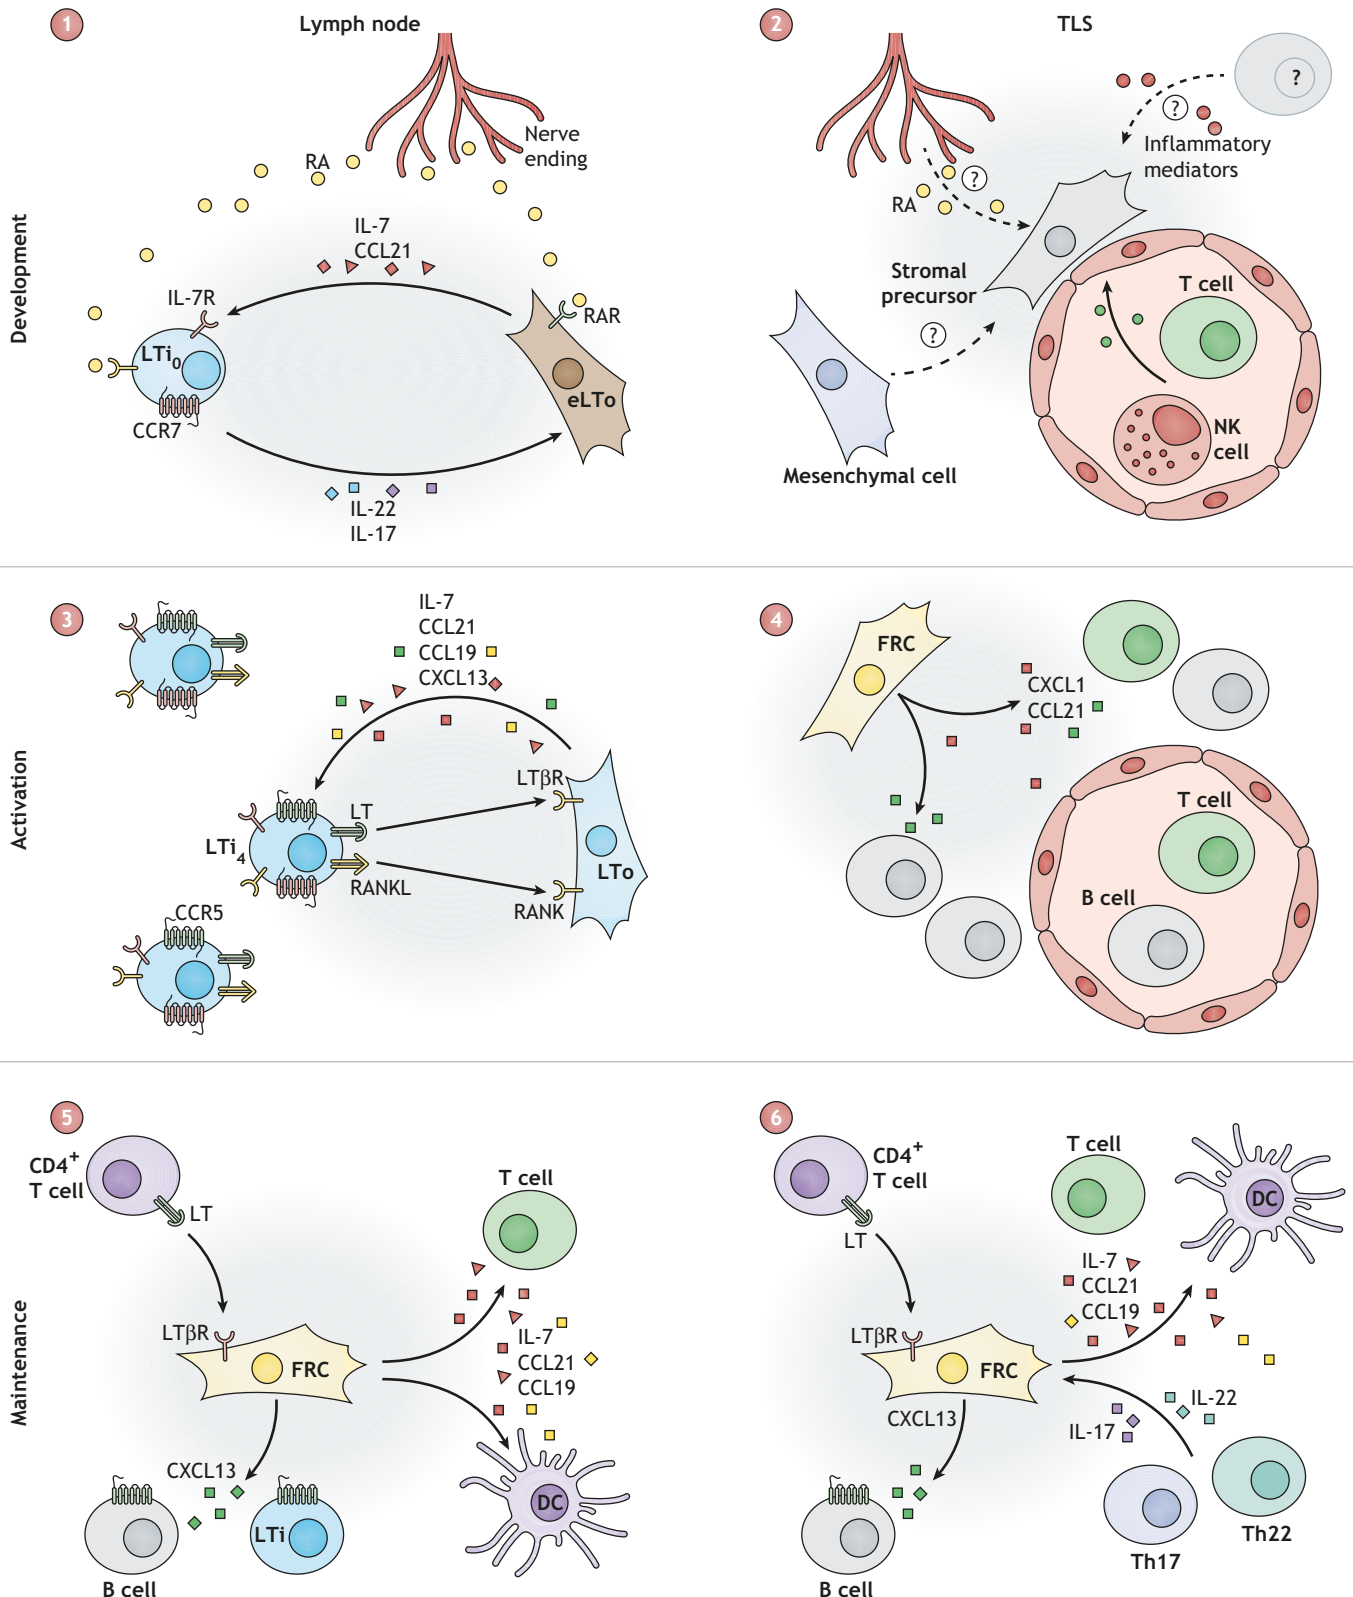 1
Lymph node
Nerve
ending
RA
IL-7
CCL21
IL-7R
RAR
LTi0
eLTo
CCR7
IL-22
IL-17
Development
2
TLS
?
?
Inflammatory
mediators
?
RA
Stromal
precursor
?
T cell
NK
cell
Mesenchymal cell
3
IL-7
CCL21
CCL19
CXCL13
LTβR
LT
LTi4
LTo
RANKL
RANK
CCR5
Activation
4
FRC
CXCL1
CCL21
T cell
B cell
5
CD4+
T cell
LT
T cell
LTβR
FRC
IL-7
CCL21
CCL19
CXCL13
LTi
DC
B cell
Maintenance
6
CD4+
T cell
LT
T cell
DC
IL-7
CCL21
CCL19
LTβR
FRC
CXCL13
IL-22
IL-17
Th22
Th17
B cell